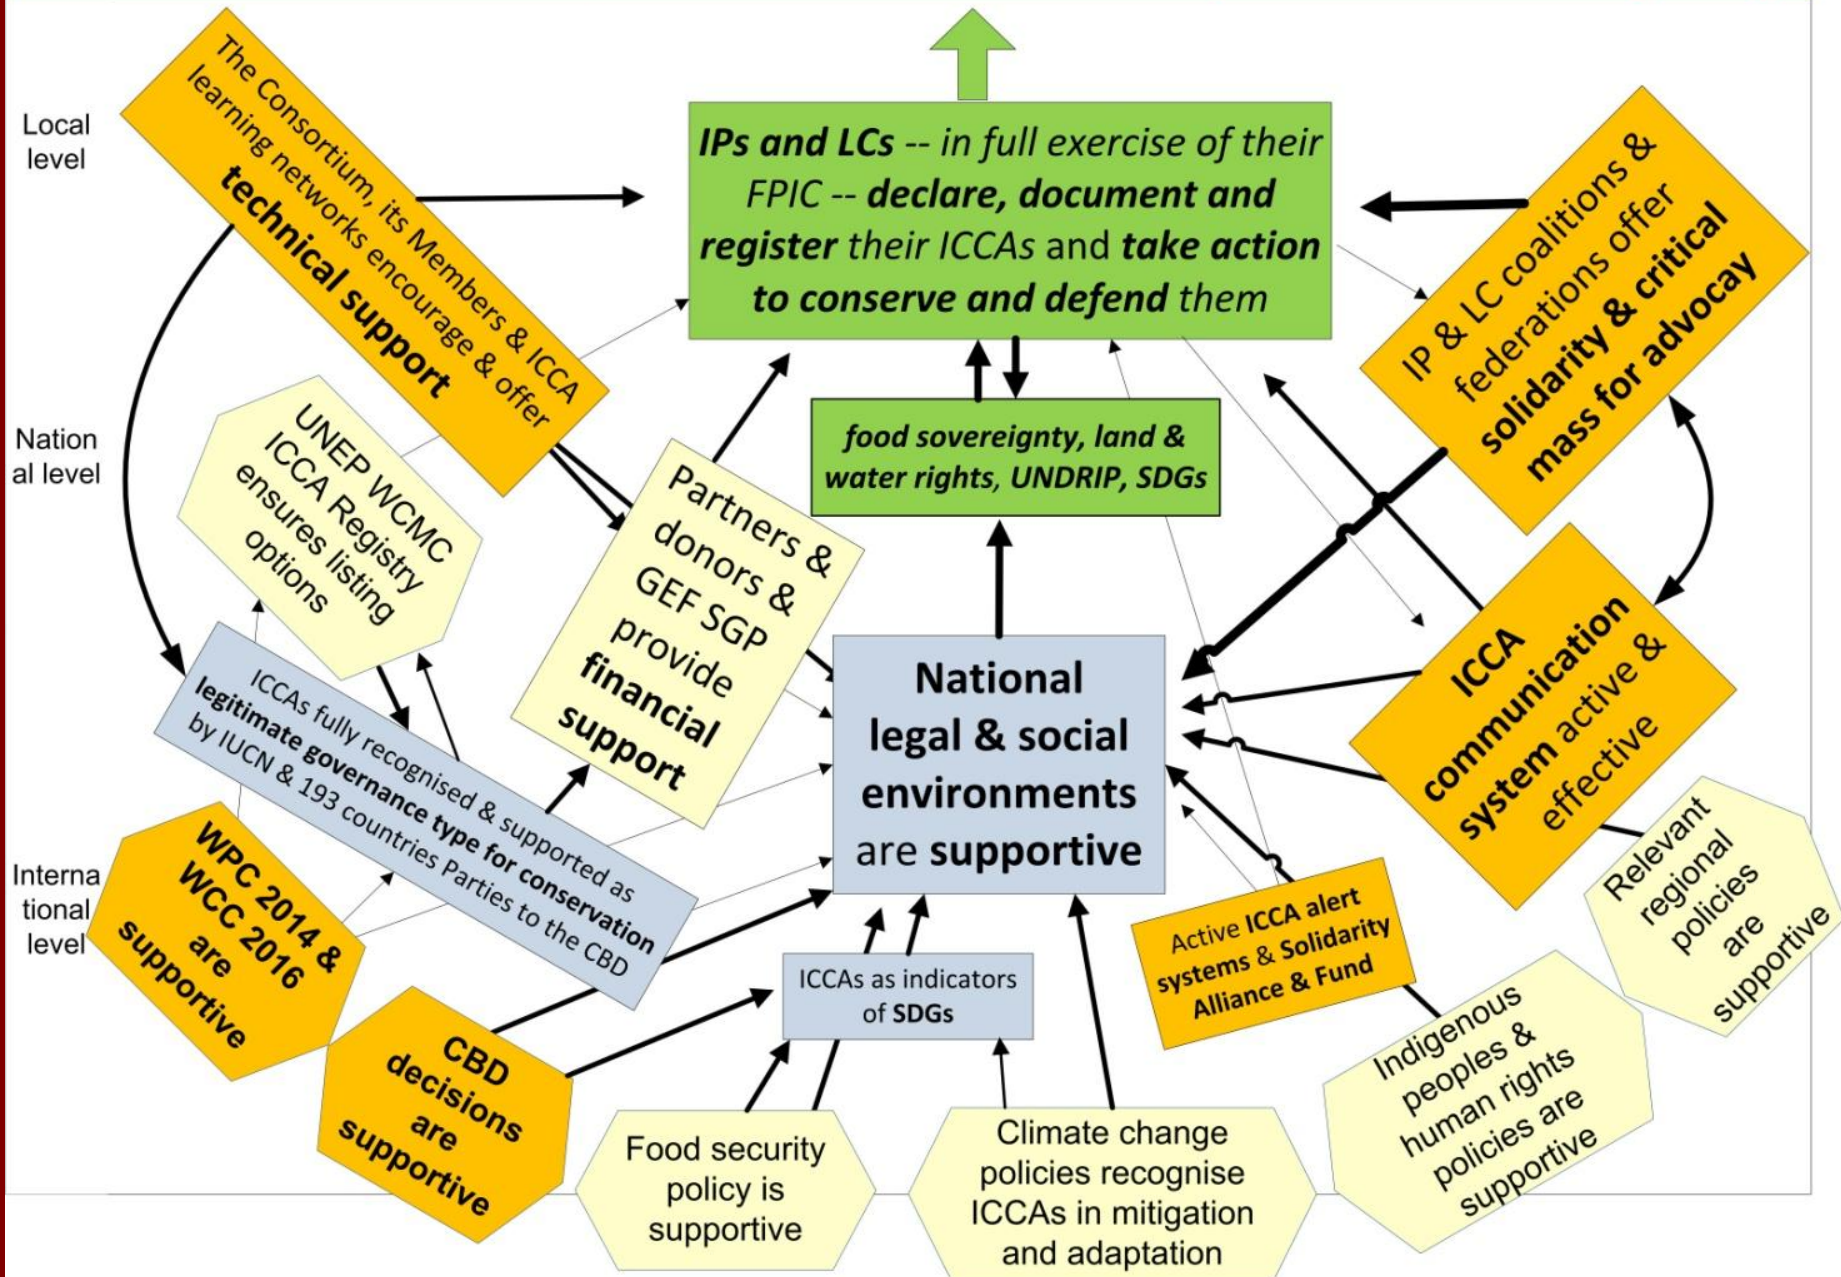 Local
level
The Consortium, its Members & ICCA
learning networks encourage & offer
technical support
IPs and LCs -- in full exercise of their
FPIC -- declare, document and
register their ICCAs and take action
to conserve and defend them
IP & LC coalitions &
federations offer
solidarity & critical
mass for advocay
Nation
al level
UNEP WCMC
ICCA Registry
ensures listing
options
Partners &
donors &
GEF SGP
provide
financial
support
food sovereignty, land &
water rights, UNDRIP, SDGs
ICCA
communication
system active &
effective
ICCAs fully recognised & supported as
legitimate governance type for conservation
by IUCN & 193 countries Parties to the CBD
National
legal & social
environments
are supportive
Interna
tional
level
WPC 2014 &
WCC 2016
are
supportive
CBD
decisions
are
supportive
ICCAs as indicators
of SDGs
Active ICCA alert
systems & Solidarity
Alliance & Fund
Relevant
regional
policies
are
supportive
Food security
policy is
supportive
Climate change
policies recognise
ICCAs in mitigation
and adaptation
Indigenous
peoples &
human rights
policies are
supportive